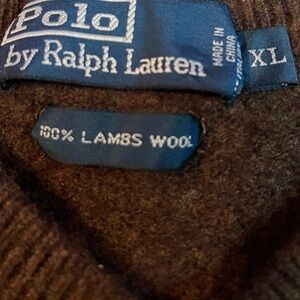 Polo
by Ralph Lauren
MADE IN
CHINA
XL
100% LAMBS WOOL